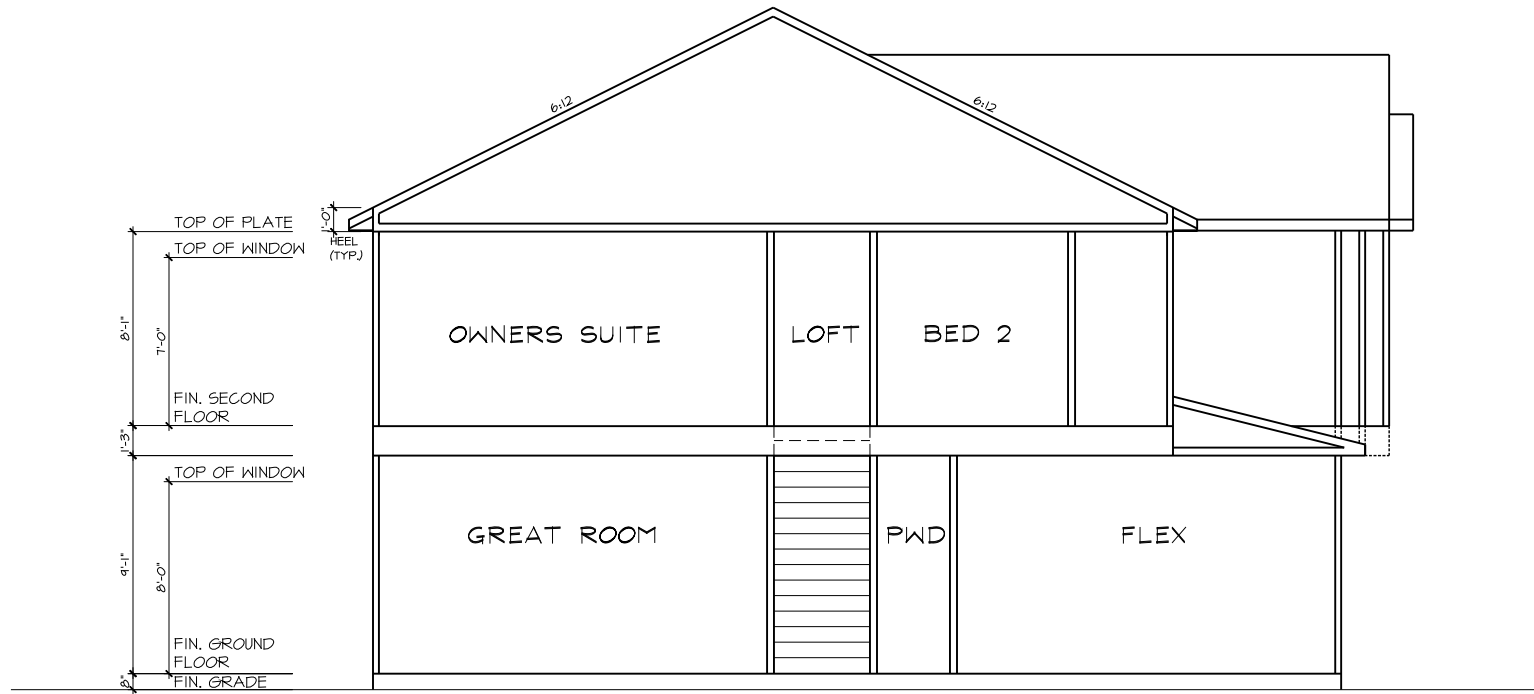 6:12
6:12
1'-0"
TOP OF PLATE
HEEL
(TYP.)
TOP OF WINDOW
8'-1"
7'-0"
OWNERS SUITE
LOFT
BED 2
FIN. SECOND
FLOOR
1'-3"
TOP OF WINDOW
9'-1"
8'-0"
GREAT ROOM
PWD
FLEX
FIN. GROUND
FLOOR
8"
FIN. GRADE